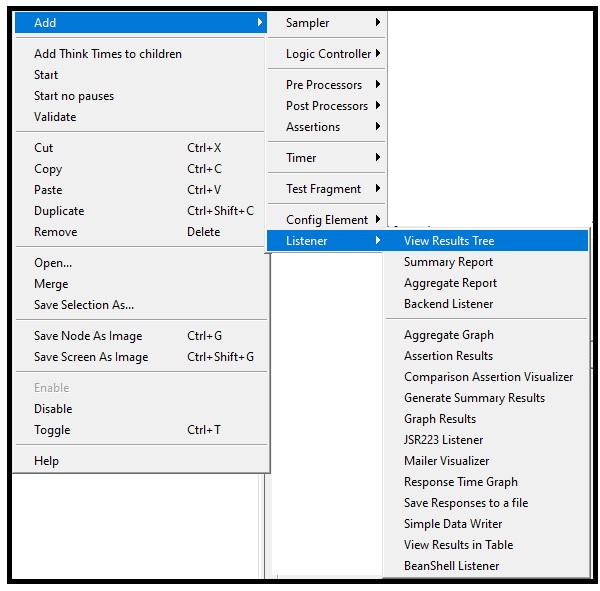 Add
Add Think Times to children
Start
Start no pauses
Validate
Cut Ctrl+X
Copy Ctrl+C
Paste Ctrl+V
Duplicate Ctrl+Shift+C
Remove Delete
Open...
Merge
Save Selection As...
Save Node As Image Ctrl+G
Save Screen As Image Ctrl+Shift+G
Enable
Disable
Toggle Ctrl+T
Help
Sampler
Logic Controller
Pre Processors
Post Processors
Assertions
Timer
Test Fragment
Config Element
Listener
View Results Tree
Summary Report
Aggregate Report
Backend Listener
Aggregate Graph
Assertion Results
Comparison Assertion Visualizer
Generate Summary Results
Graph Results
JSR223 Listener
Mailer Visualizer
Response Time Graph
Save Responses to a file
Simple Data Writer
View Results in Table
BeanShell Listener